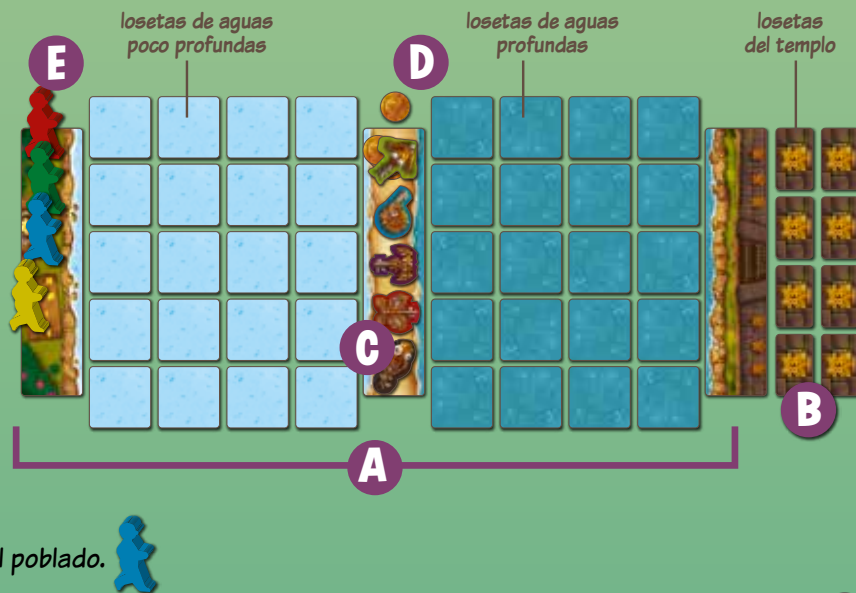 losetas de aguas
poco profundas
losetas de aguas
profundas
losetas
del templo
E
D
C
B
A
l poblado.